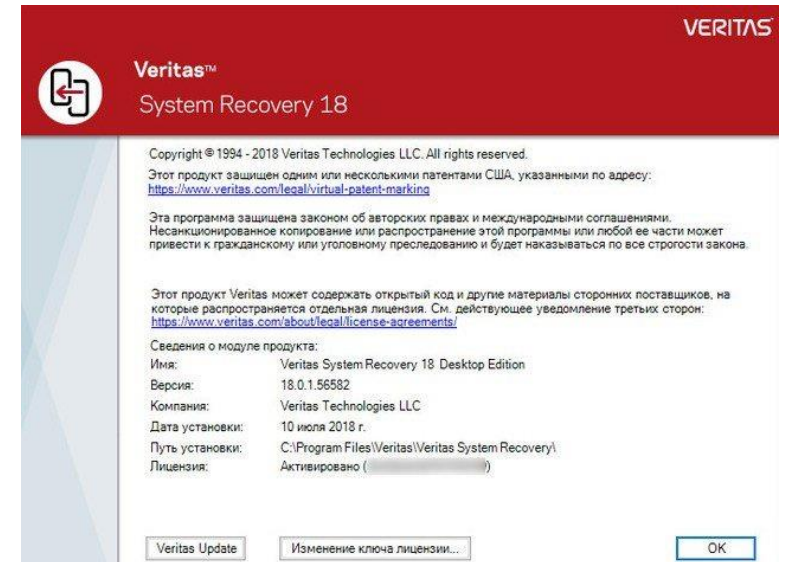 VERITAS
Veritas™
System Recovery 18
Copyright © 1994 - 2018 Veritas Technologies LLC. All rights reserved.
Этот продукт защищен одним или несколькими патентами США, указанными по адресу:
https://www.veritas.com/legal/virtual-patent-marking
Эта программа защищена законом об авторских правах и международными соглашениями.
Несанкционированное копирование или распространение этой программы или любой ее части может
привести к гражданскому или уголовному преследованию и будет наказываться по все строгости закона.
Этот продукт Veritas может содержать открытый код и другие материалы сторонних поставщиков, на
которые распространяется отдельная лицензия. См. действующее уведомление третьих сторон:
https://www.veritas.com/about/legal/license-agreements/
Сведения о модуле продукта:
Имя: Veritas System Recovery 18 Desktop Edition
Версия: 18.0.1.56582
Компания: Veritas Technologies LLC
Дата установки: 10 июля 2018 г.
Путь установки: C:\Program Files\Veritas\Veritas System Recovery\
Лицензия: Активировано ( )
Veritas Update Изменение ключа лицензии... OK